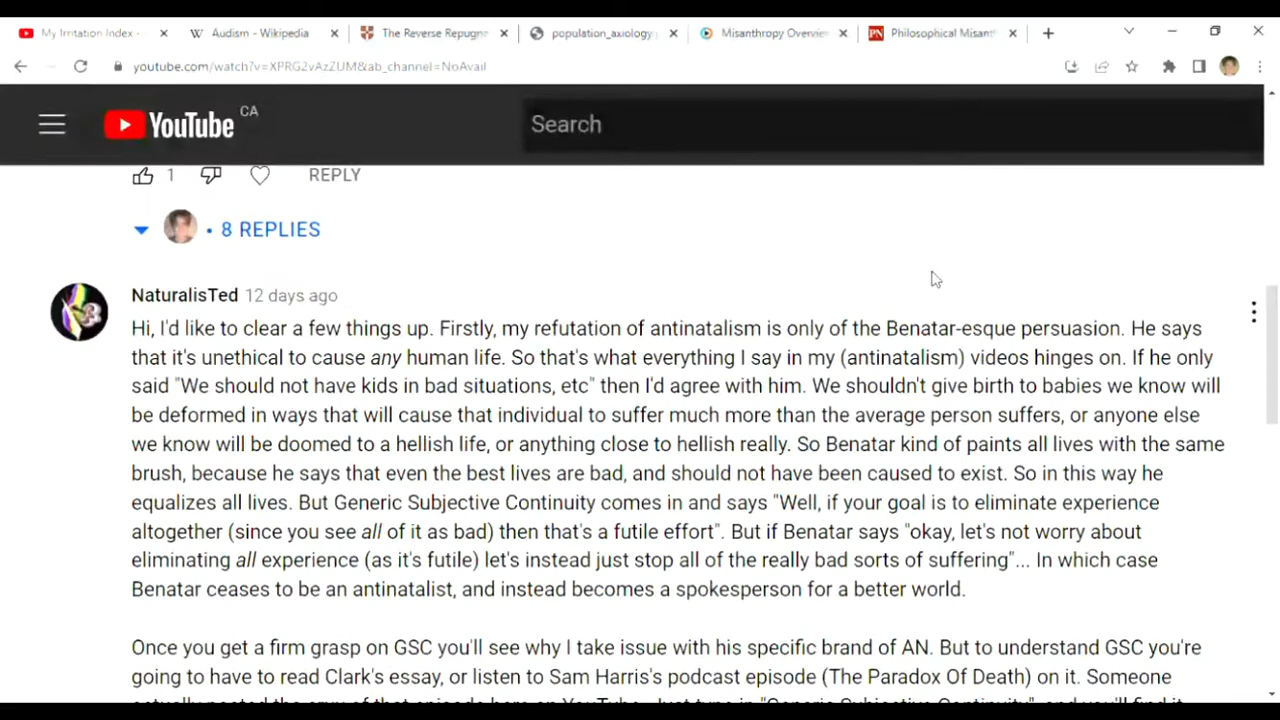 My Irritation Index -
Audism - Wikipedia
The Reverse Repugn
population_axiology
Misanthropy Overvie
PN
Philosophical Misant
youtube.com/watch?v=XPRG2vAzZUM&ab_channel=NoAvail
YouTube CA
Search
1 REPLY
• 8 REPLIES
NaturalisTed 12 days ago
Hi, I'd like to clear a few things up. Firstly, my refutation of antinatalism is only of the Benatar-esque persuasion. He says
that it's unethical to cause any human life. So that's what everything I say in my (antinatalism) videos hinges on. If he only
said "We should not have kids in bad situations, etc" then I'd agree with him. We shouldn't give birth to babies we know will
be deformed in ways that will cause that individual to suffer much more than the average person suffers, or anyone else
we know will be doomed to a hellish life, or anything close to hellish really. So Benatar kind of paints all lives with the same
brush, because he says that even the best lives are bad, and should not have been caused to exist. So in this way he
equalizes all lives. But Generic Subjective Continuity comes in and says "Well, if your goal is to eliminate experience
altogether (since you see all of it as bad) then that's a futile effort". But if Benatar says "okay, let's not worry about
eliminating all experience (as it's futile) let's instead just stop all of the really bad sorts of suffering"... In which case
Benatar ceases to be an antinatalist, and instead becomes a spokesperson for a better world.
Once you get a firm grasp on GSC you'll see why I take issue with his specific brand of AN. But to understand GSC you're
going to have to read Clark's essay, or listen to Sam Harris's podcast episode (The Paradox Of Death) on it. Someone